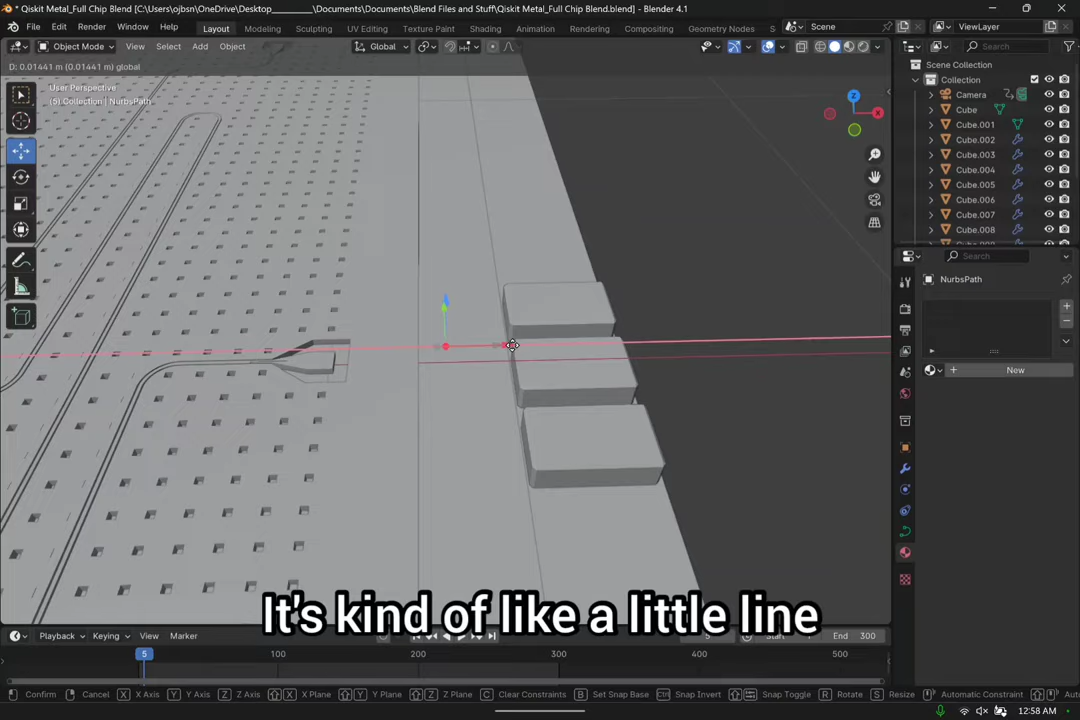 Qiskit Metal_Full Chip Blend [C:\Users\ojbsn\OneDrive\Desktop_________\Documents\Documents\Blend Files and Stuff\Qiskit Metal_Full Chip Blend.blend] - Blender 4.1
File Edit Render Window Help Layout Modeling Sculpting UV Editing Texture Paint Shading Animation Rendering Compositing Geometry Nodes Scene ViewLayer
Object Mode View Select Add Object Global Search
D: 0.01441 m (0.01441 m) global
Scene Collection
User Perspective
(5) Collection | NurbsPath
Collection
Camera
Cube
Cube.001
Cube.002
Cube.003
Cube.004
Cube.005
Cube.006
Cube.007
Cube.008
Z
X
Search
NurbsPath
New
It's kind of like a little line
Playback Keying View Marker 5 End 300
5 100 200 300 400 500
Confirm Cancel X X Axis Y Y Axis Z Z Axis X X Plane Y Y Plane Z Z Plane C Clear Constraints B Set Snap Base Ctrl Snap Invert Snap Toggle R Rotate S Resize Automatic Constraint Auto
12:58 AM